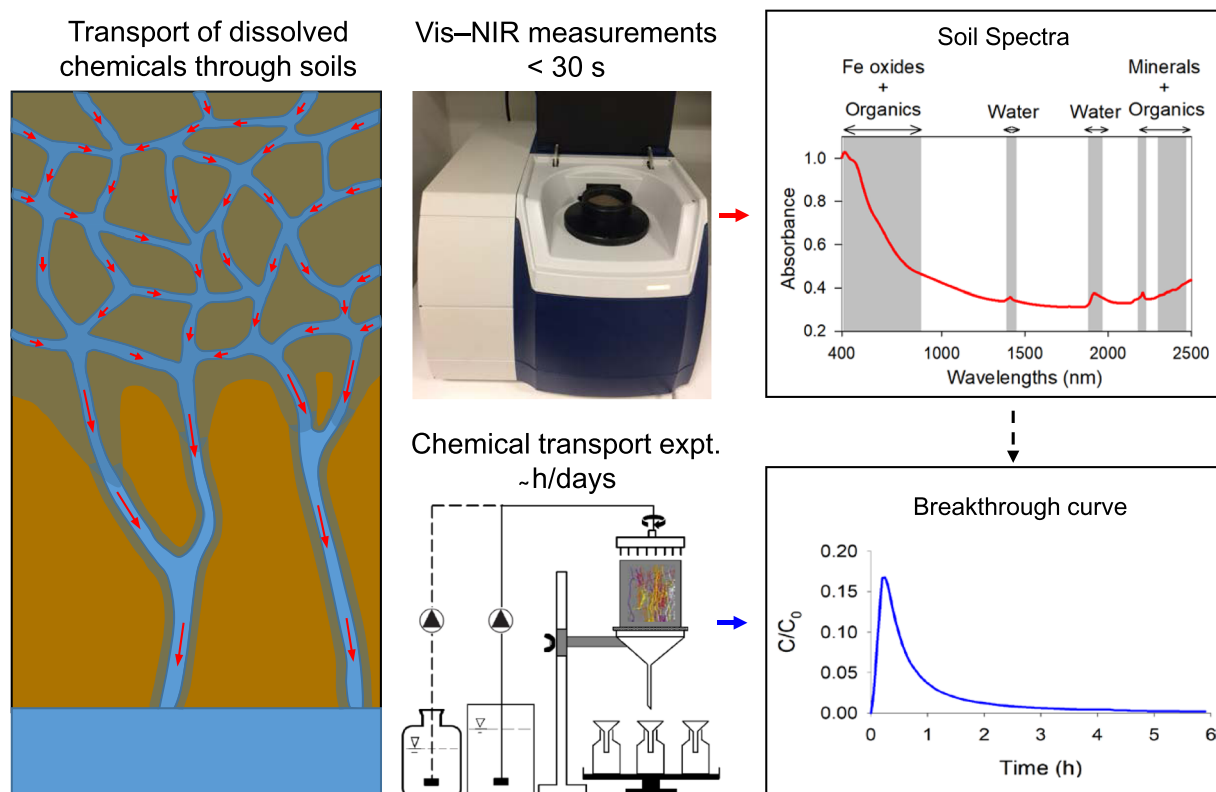 Transport of dissolved
chemicals through soils
Vis–NIR measurements
< 30 s
Soil Spectra
Fe oxides
+
Organics
Water
Water
Minerals
+
Organics
Absorbance
1.0
0.8
0.6
0.4
0.2
400
1000
1500
2000
2500
Wavelengths (nm)
Chemical transport expt.
~h/days
Breakthrough curve
C/C0
0.20
0.15
0.10
0.05
0.00
0
1
2
3
4
5
6
Time (h)